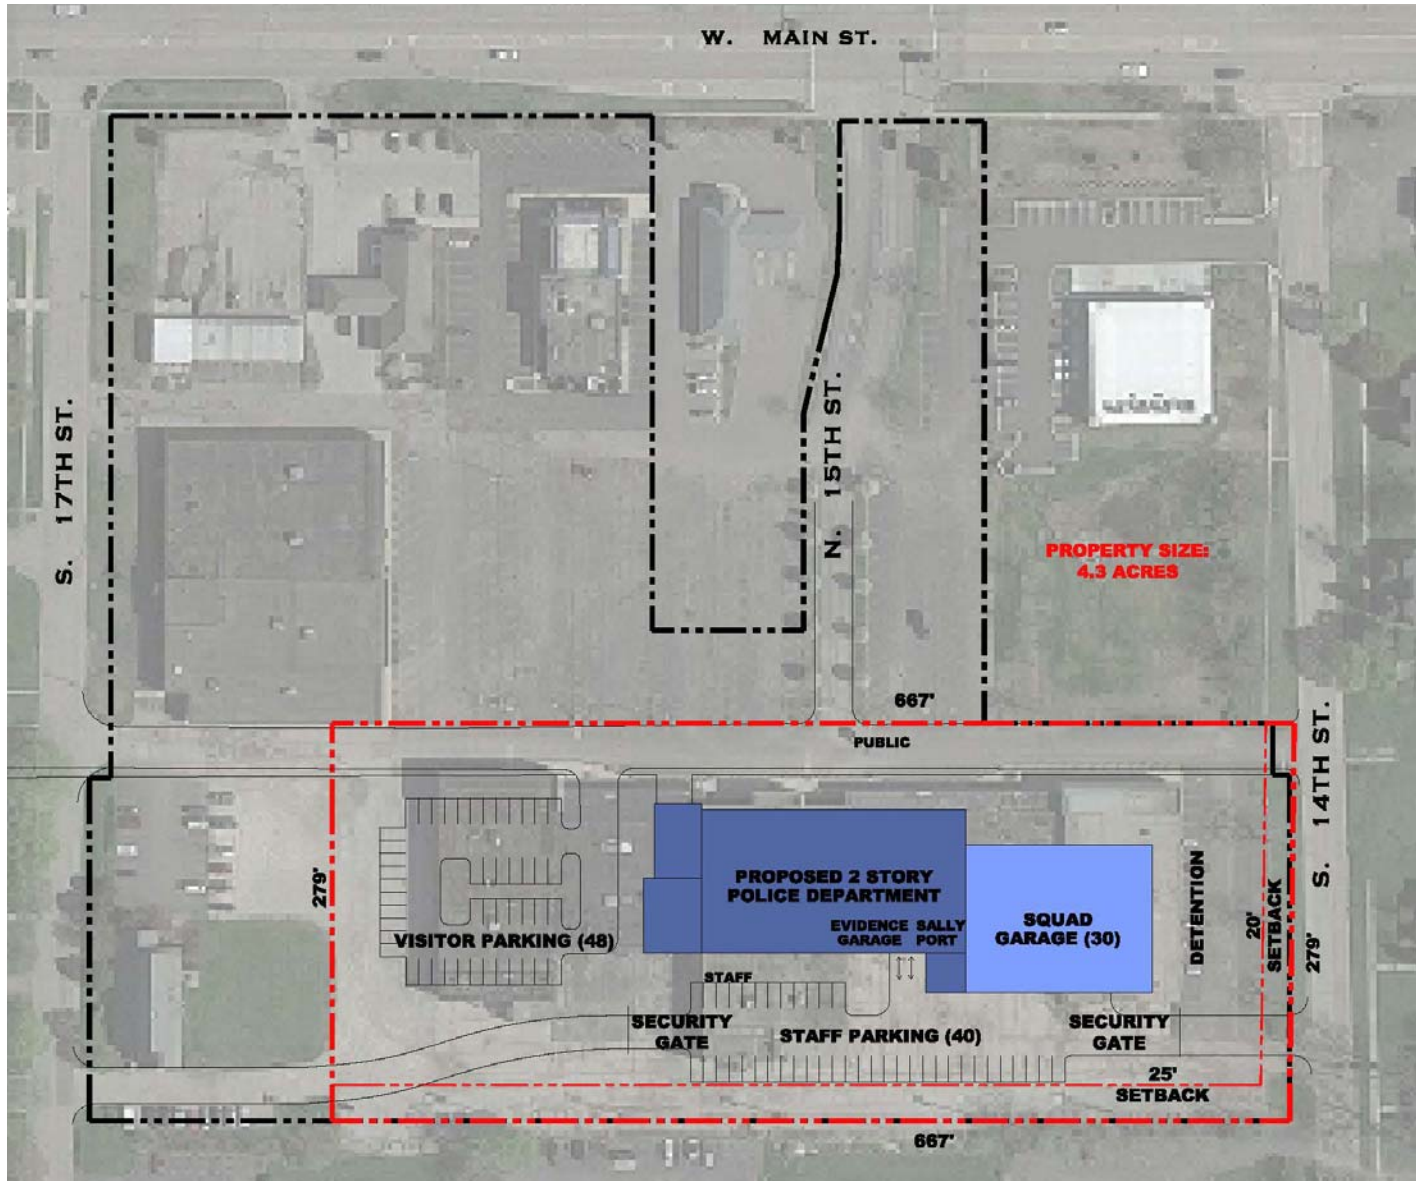 W. MAIN ST.
S. 17TH ST.
N. 15TH ST.
PROPERTY SIZE:
4.3 ACRES
667'
PUBLIC
S. 14TH ST.
279'
PROPOSED 2 STORY
POLICE DEPARTMENT
EVIDENCE SALLY
GARAGE PORT
SQUAD
GARAGE (30)
DETENTION
20'
SETBACK
279'
VISITOR PARKING (48)
STAFF
SECURITY
GATE
STAFF PARKING (40)
SECURITY
GATE
25'
SETBACK
667'